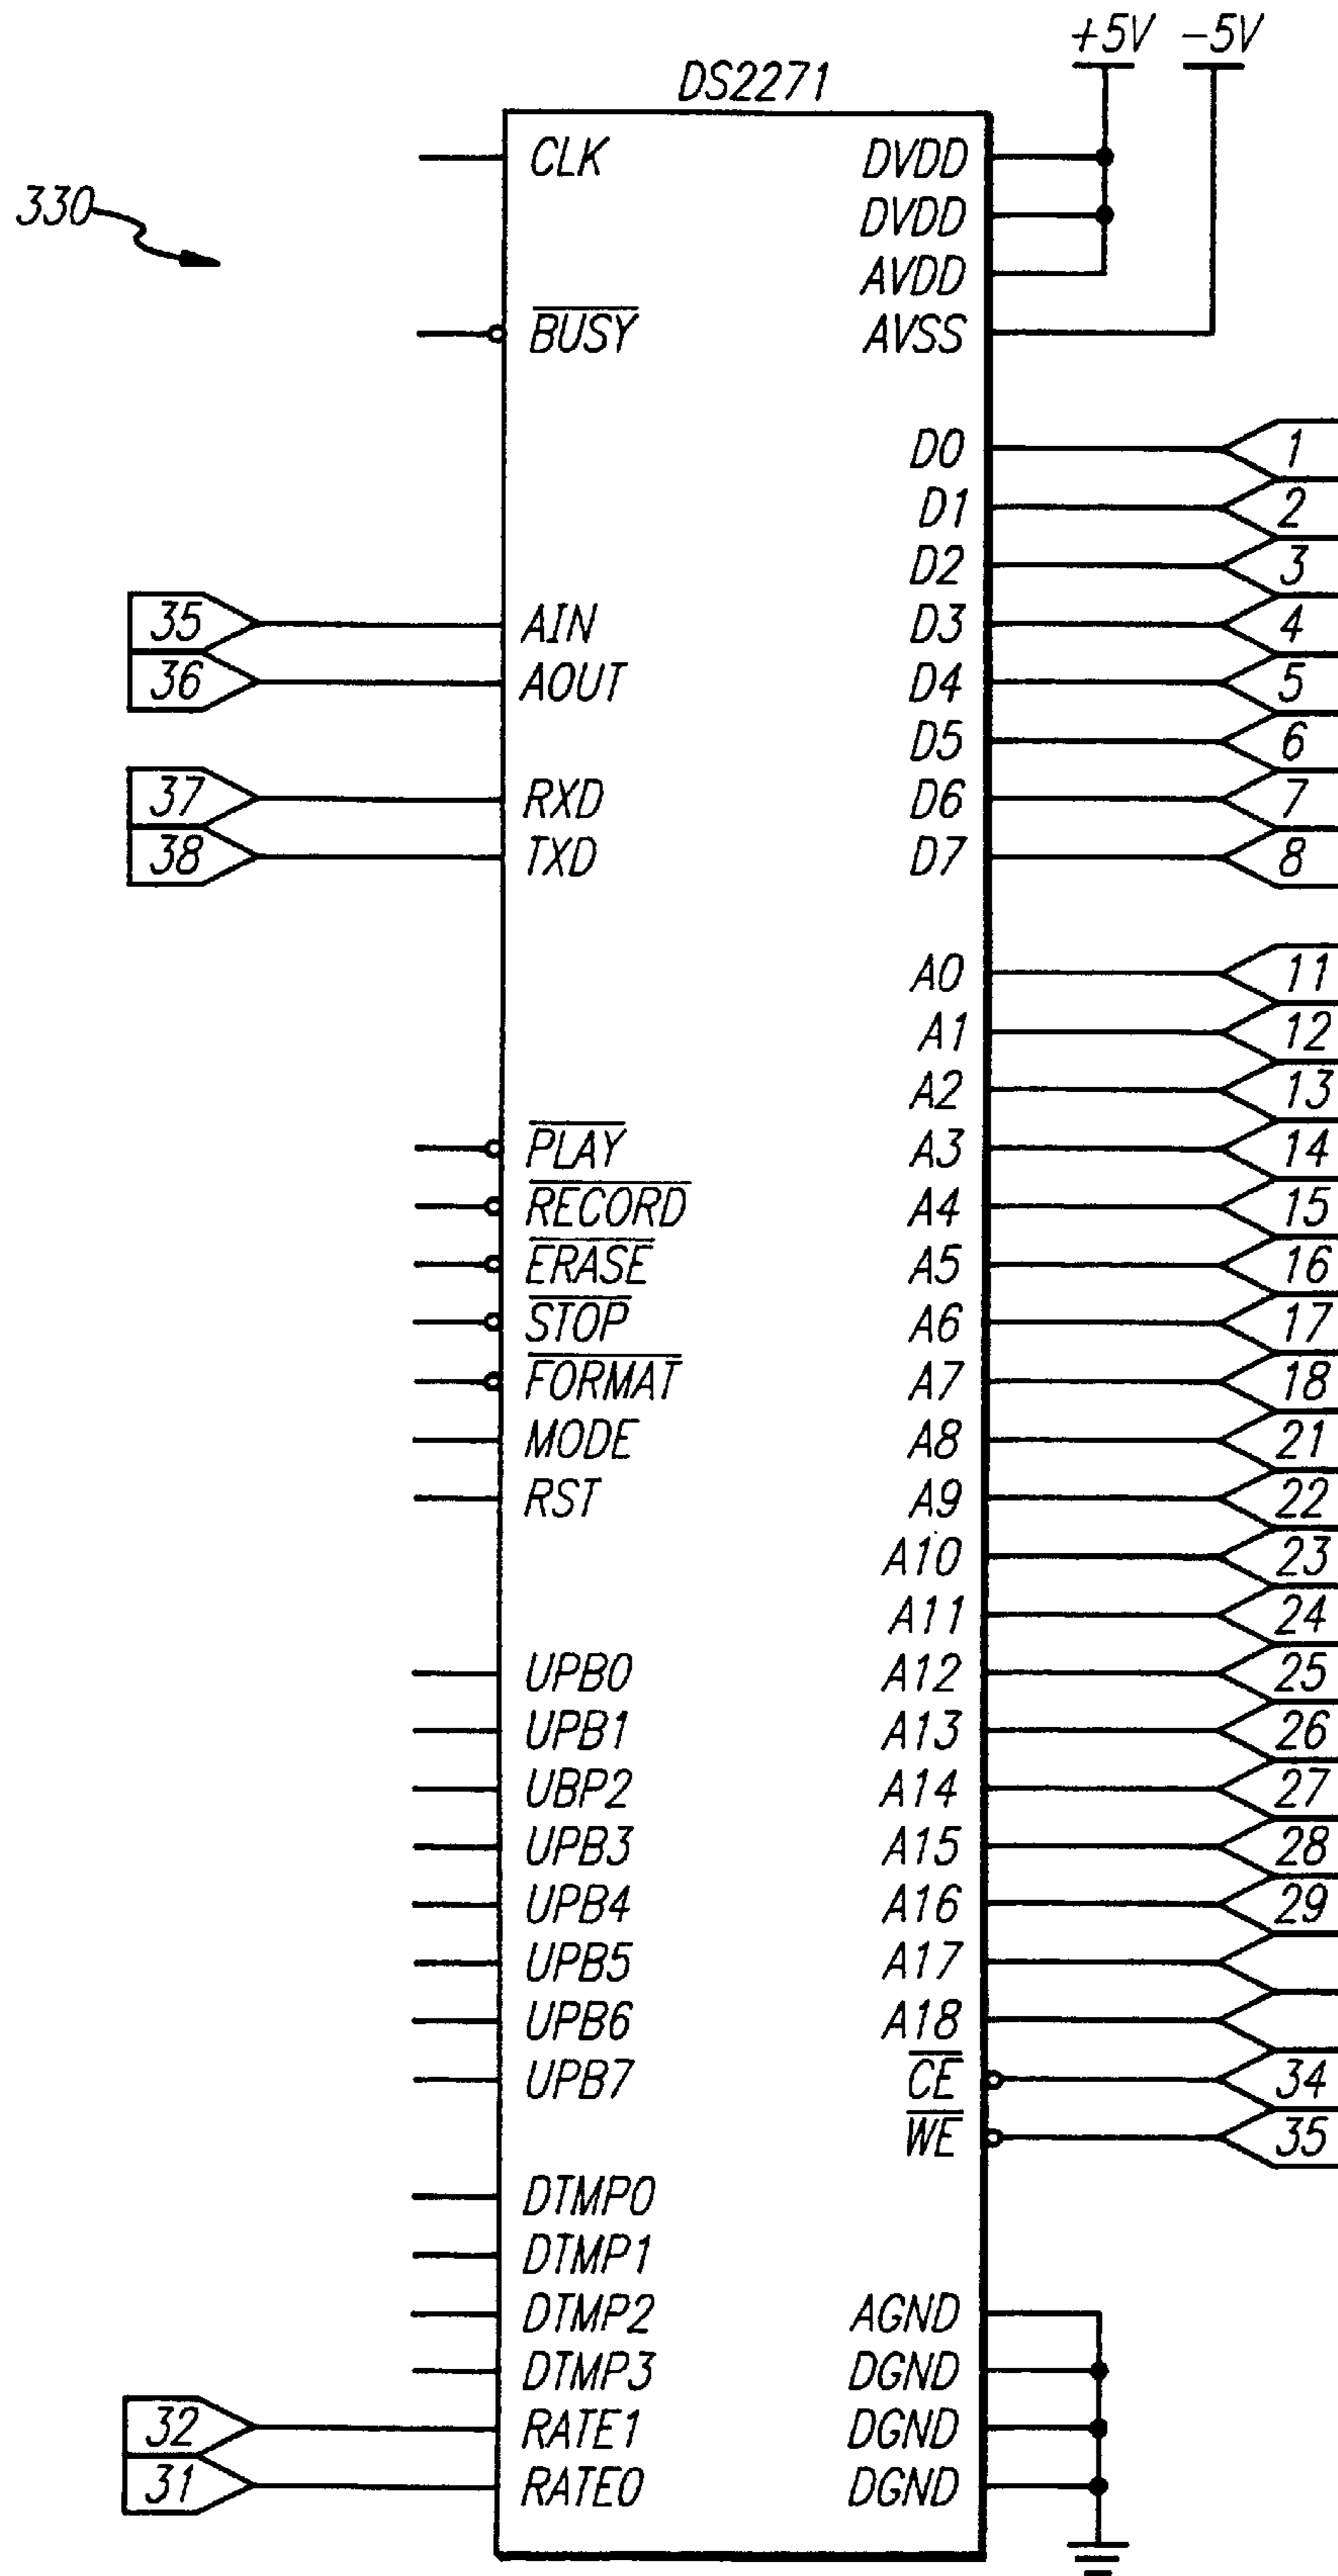 +5V -5V
DS2271
330
CLK DVDD
DVDD
AVDD
BUSY AVSS
D0 1
D1 2
D2 3
35 AIN D3 4
36 AOUT D4 5
D5 6
37 RXD D6 7
38 TXD D7 8
A0 11
A1 12
A2 13
PLAY A3 14
RECORD A4 15
ERASE A5 16
STOP A6 17
FORMAT A7 18
MODE A8 21
RST A9 22
A10 23
A11 24
UPB0 A12 25
UPB1 A13 26
UBP2 A14 27
UPB3 A15 28
UPB4 A16 29
UPB5 A17
UPB6 A18
UPB7 CE 34
WE 35
DTMP0
DTMP1
DTMP2 AGND
DTMP3 DGND
32 RATE1 DGND
31 RATE0 DGND